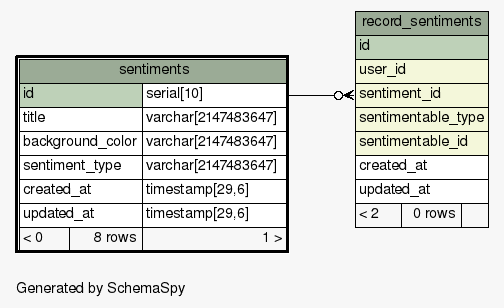 sentiments
id serial[10]
title varchar[2147483647]
background_color varchar[2147483647]
sentiment_type varchar[2147483647]
created_at timestamp[29,6]
updated_at timestamp[29,6]
< 0 8 rows 1 >
record_sentiments
id
user_id
sentiment_id
sentimentable_type
sentimentable_id
created_at
updated_at
< 2 0 rows
Generated by SchemaSpy